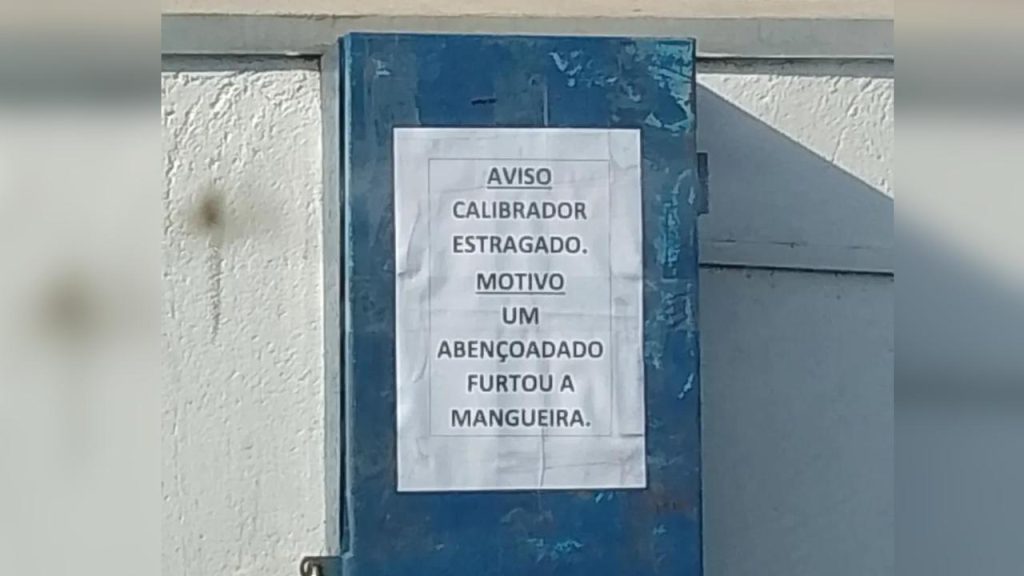 AVISO
CALIBRADOR
ESTRAGADO.
MOTIVO
UM
ABENÇOADADO
FURTOU A
MANGUEIRA.